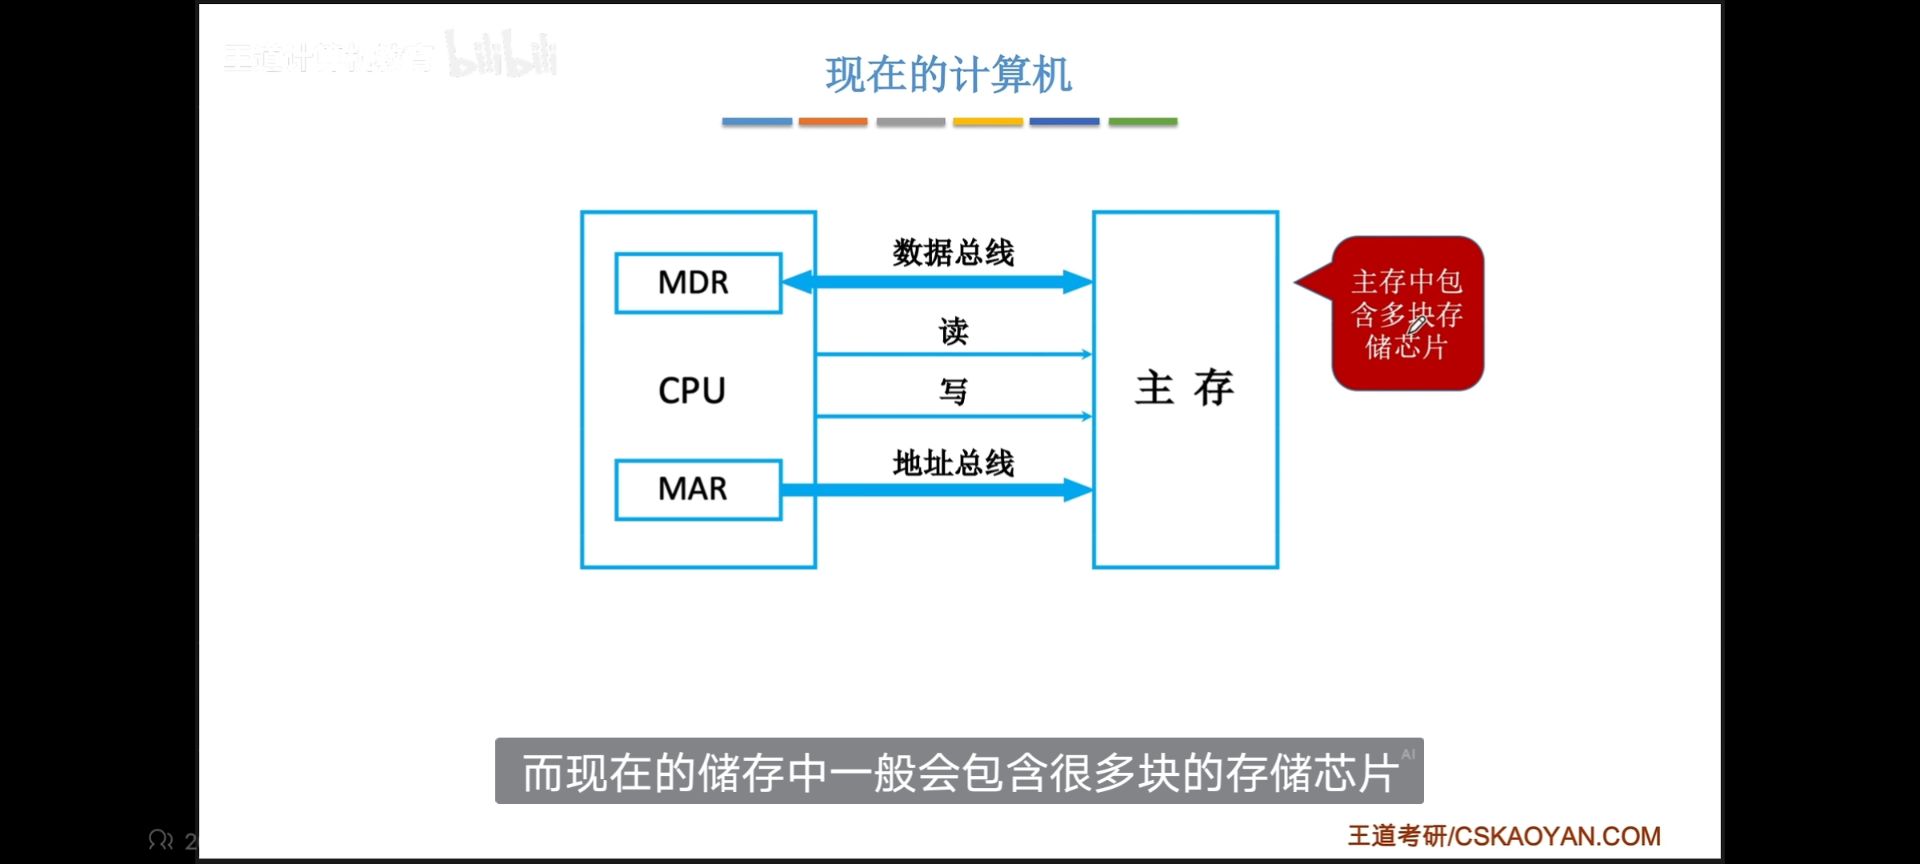 王道计算机教育 bilibili
现在的计算机
数据总线
MDR
主存中包
含多块存
储芯片
读
CPU
写
主 存
地址总线
MAR
而现在的储存中一般会包含很多块的存储芯片
AI
王道考研/CSKAOYAN.COM